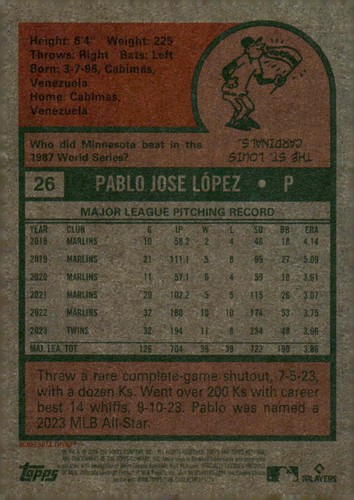 Height: 6'4" Weight: 225
Throws: Right Bats: Left
Born: 3-7-96, Cabimas,
Venezuela
Home: Cabimas,
Venezuela
Who did Minnesota beat in the
1987 World Series?
THE ST. LOUIS
CARDINALS.
26 PABLO JOSE LÓPEZ • P
MAJOR LEAGUE PITCHING RECORD
YEAR CLUB G IP W L SO BB ERA
2018 MARLINS 10 58.2 2 4 46 18 4.14
2019 MARLINS 21 111.1 5 8 95 27 5.09
2020 MARLINS 11 57.1 6 4 59 18 3.61
2021 MARLINS 20 102.2 5 5 115 26 3.07
2022 MARLINS 32 180 10 10 174 53 3.75
2023 TWINS 32 194 11 8 234 48 3.66
MAJ. LEA. TOT. 126 704 39 39 723 190 3.86
Threw a rare complete-game shutout, 7-5-23,
with a dozen Ks. Went over 200 Ks with career
best 14 whiffs, 9-10-23. Pablo was named a
2023 MLB All-Star.
MINNESOTA TWINS
Topps
PLAYERS